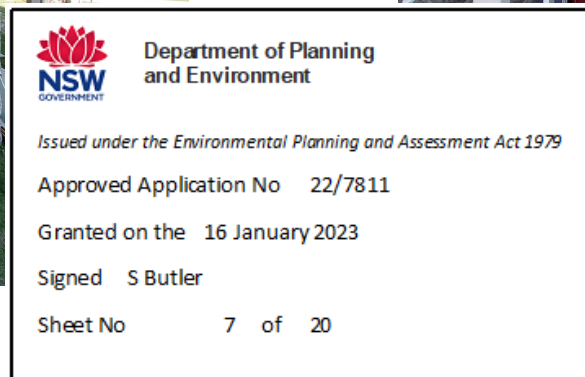 NSW
GOVERNMENT
Department of Planning
and Environment
Issued under the Environmental Planning and Assessment Act 1979
Approved Application No 22/7811
Granted on the 16 January 2023
Signed S Butler
Sheet No 7 of 20